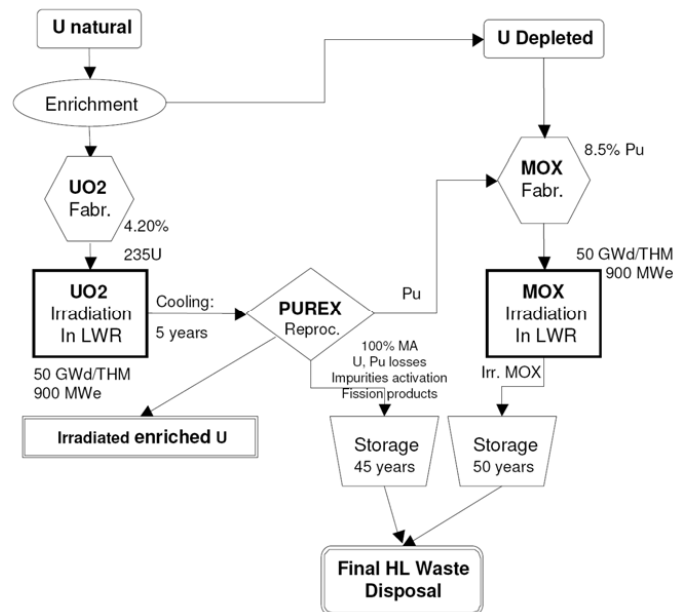 U natural
U Depleted
Enrichment
8.5% Pu
UO2
Fabr.
MOX
Fabr.
4.20%
235U
50 GWd/THM
900 MWe
UO2
Irradiation
In LWR
Cooling:
5 years
PUREX
Reproc.
Pu
MOX
Irradiation
In LWR
50 GWd/THM
900 MWe
100% MA
U, Pu losses
Impurities activation
Fission products
Irr. MOX
Irradiated enriched U
Storage
45 years
Storage
50 years
Final HL Waste
Disposal